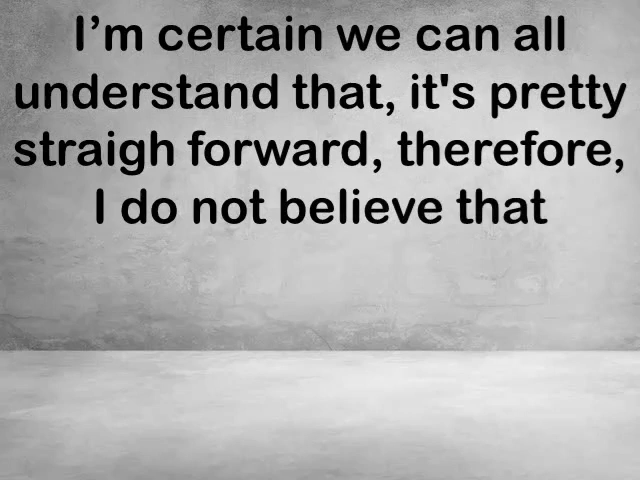 I’m certain we can all
understand that, it's pretty
straigh forward, therefore,
I do not believe that